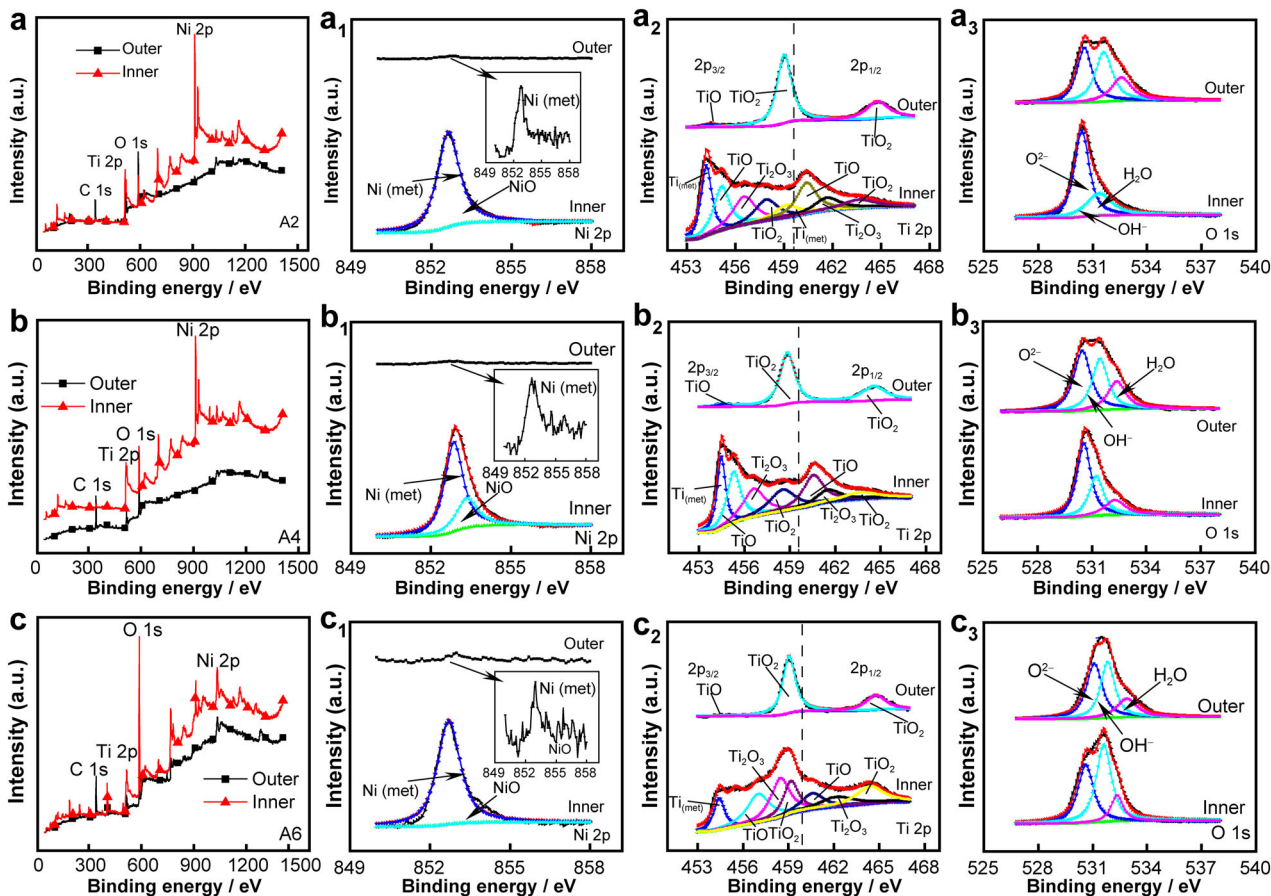 a
Intensity (a.u.)
Outer
Inner
Ni 2p
O 1s
Ti 2p
C 1s
A2
0 300 600 900 1200 1500
Binding energy / eV
a1
Intensity (a.u.)
Outer
Ni (met)
849 852 855 858
Ni (met)
NiO
Inner
Ni 2p
849 852 855 858
Binding energy / eV
a2
Intensity (a.u.)
2p3/2
2p1/2
TiO
TiO2
Outer
TiO2
Ti(met)
TiO
Ti2O3
TiO
TiO2
Inner
TiO2
Ti(met)
Ti2O3
Ti 2p
453 456 459 462 465 467
Binding energy / eV
a3
Intensity (a.u.)
Outer
O2−
H2O
Inner
OH−
O 1s
525 528 531 534 537 540
Binding energy / eV
b
Intensity (a.u.)
Ni 2p
Outer
Inner
O 1s
Ti 2p
C 1s
A4
0 300 600 900 1200 1500
Binding energy / eV
b1
Intensity (a.u.)
Outer
Ni (met)
849 852 855 858
Ni (met)
NiO
Inner
Ni 2p
849 852 855 858
Binding energy / eV
b2
Intensity (a.u.)
2p3/2
TiO2
2p1/2
TiO
Outer
TiO2
Ti2O3
TiO
Ti(met)
Inner
TiO
TiO2
Ti2O3
TiO2
Ti 2p
453 456 459 462 465 468
Binding energy / eV
b3
Intensity (a.u.)
O2−
H2O
OH−
Outer
Inner
O 1s
525 528 531 534 537 540
Binding energy / eV
c
Intensity (a.u.)
O 1s
Ni 2p
Ti 2p
C 1s
Outer
Inner
A6
0 300 600 900 1200 1500
Binding energy / eV
c1
Intensity (a.u.)
Outer
Ni (met)
NiO
849 852 855 858
Ni (met)
NiO
Inner
Ni 2p
849 852 855 858
Binding energy / eV
c2
Intensity (a.u.)
2p3/2
TiO2
2p1/2
TiO
Outer
TiO2
Ti2O3
TiO
TiO2
Ti(met)
Inner
TiO
TiO2
Ti2O3
Ti 2p
453 456 459 462 465 468
Binding energy / eV
c3
Intensity (a.u.)
O2−
H2O
Outer
OH−
Inner
O 1s
525 528 531 534 537 540
Binding energy / eV